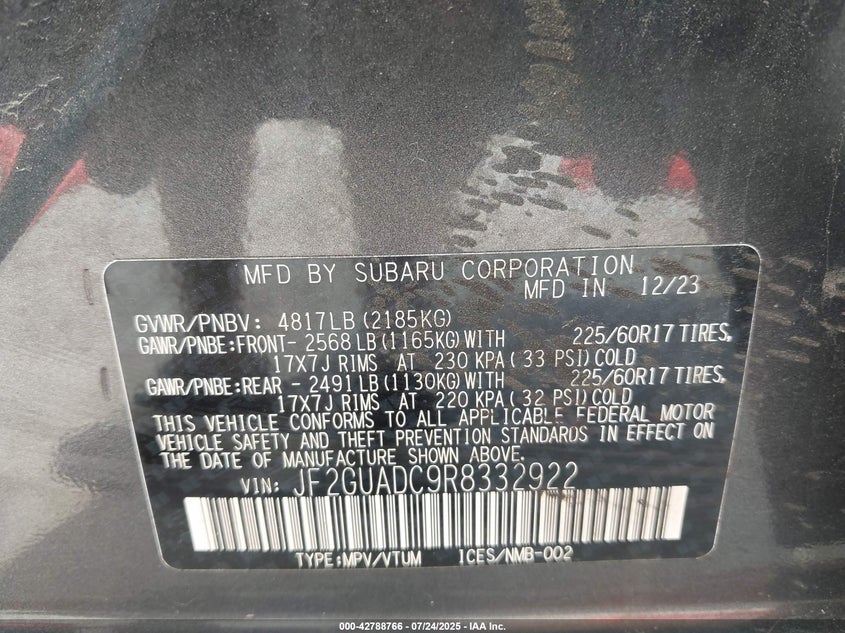 MFD BY SUBARU CORPORATION
MFD IN 12/23
GVWR/PNBV: 4817LB (2185KG)
GAWR/PNBE:FRONT- 2568LB (1165KG)WITH 225/60R17 TIRES,
17X7J RIMS AT 230 KPA( 33 PSI)COLD
GAWR/PNBE:REAR - 2491LB (1130KG)WITH 225/60R17 TIRES,
17X7J RIMS AT 220 KPA( 32 PSI)COLD
THIS VEHICLE CONFORMS TO ALL APPLICABLE FEDERAL MOTOR
VEHICLE SAFETY AND THEFT PREVENTION STANDARDS IN EFFECT ON
THE DATE OF MANUFACTURE SHOWN ABOVE.
VIN: JF2GUADC9R8332922
TYPE:MPV/VTUM ICES/NMB-002
000-42788766 - 07/24/2025 - IAA Inc.